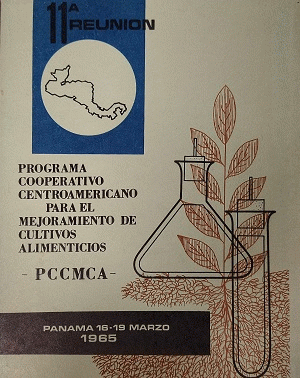 11A
REUNION
PROGRAMA
COOPERATIVO
CENTROAMERICANO
PARA EL
MEJORAMIENTO DE
CULTIVOS
ALIMENTICIOS
- PCCMCA -
PANAMA 16-19 MARZO
1965